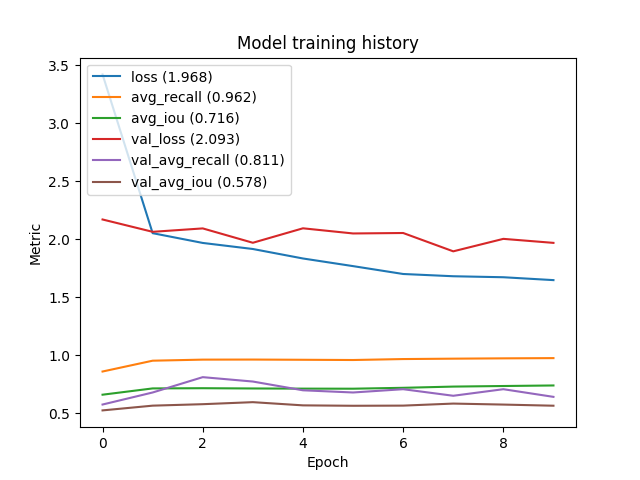 Model training history
3.5
3.0
2.5
2.0
1.5
1.0
0.5
Metric
loss (1.968)
avg_recall (0.962)
avg_iou (0.716)
val_loss (2.093)
val_avg_recall (0.811)
val_avg_iou (0.578)
0 2 4 6 8
Epoch